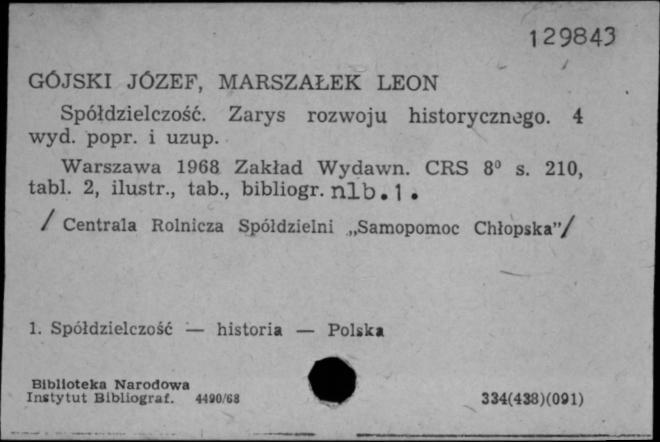 129843
GÓJSKI JÓZEF, MARSZAŁEK LEON
Spółdzielczość. Zarys rozwoju historycznego. 4
wyd. popr. i uzup.
Warszawa 1968 Zakład Wydawn. CRS 8⁰ s. 210,
tabl. 2, ilustr., tab., bibliogr. nlb.1.
/ Centrala Rolnicza Spółdzielni „Samopomoc Chłopska”/
1. Spółdzielczość — historia — Polska
Biblioteka Narodowa
Instytut Bibliograf. 4490/68
334(438)(091)